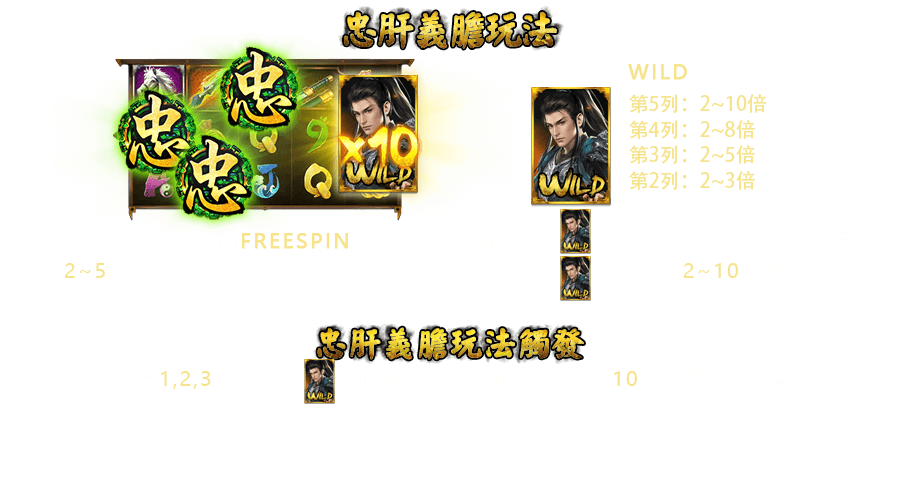 忠肝義膽玩法
忠
忠
忠
x10
WILD
WILD
WILD
第5列：2~10倍
第4列：2~8倍
第3列：2~5倍
第2列：2~3倍
WILD
WILD
FREESPIN
2~5
2~10
忠肝義膽玩法觸發
1,2,3
WILD
10